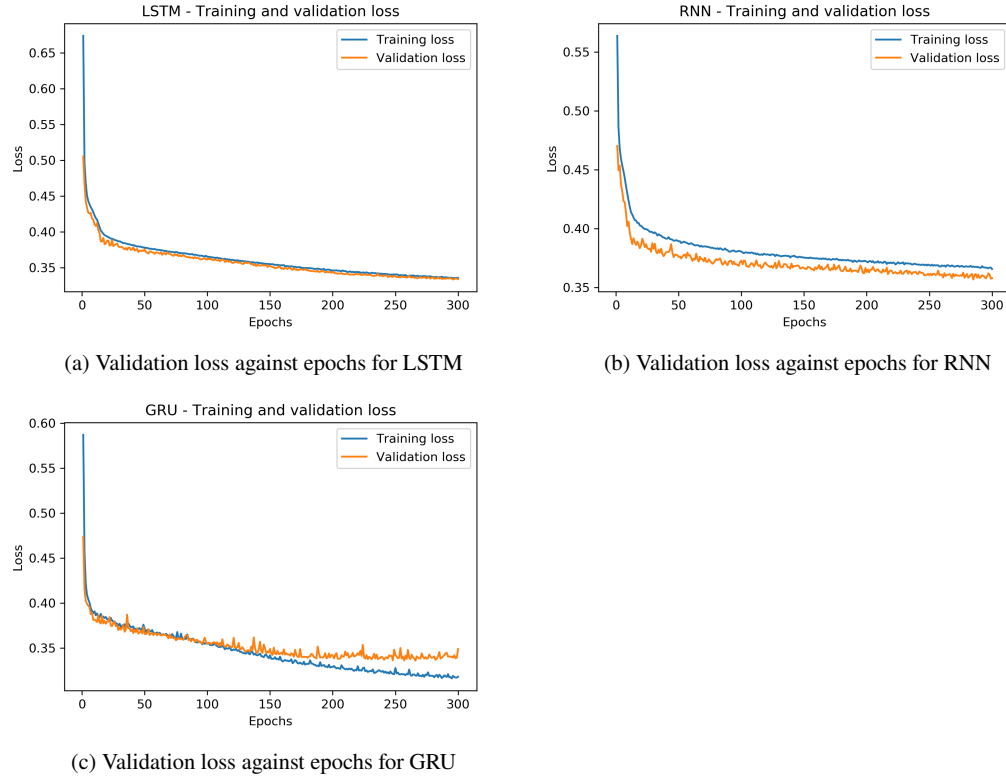 LSTM - Training and validation loss
Training loss
Validation loss
0.65
0.60
0.55
0.50
0.45
0.40
0.35
Loss
0 50 100 150 200 250 300
Epochs
(a) Validation loss against epochs for LSTM
RNN - Training and validation loss
Training loss
Validation loss
0.55
0.50
0.45
0.40
0.35
Loss
0 50 100 150 200 250 300
Epochs
(b) Validation loss against epochs for RNN
GRU - Training and validation loss
Training loss
Validation loss
0.60
0.55
0.50
0.45
0.40
0.35
Loss
0 50 100 150 200 250 300
Epochs
(c) Validation loss against epochs for GRU